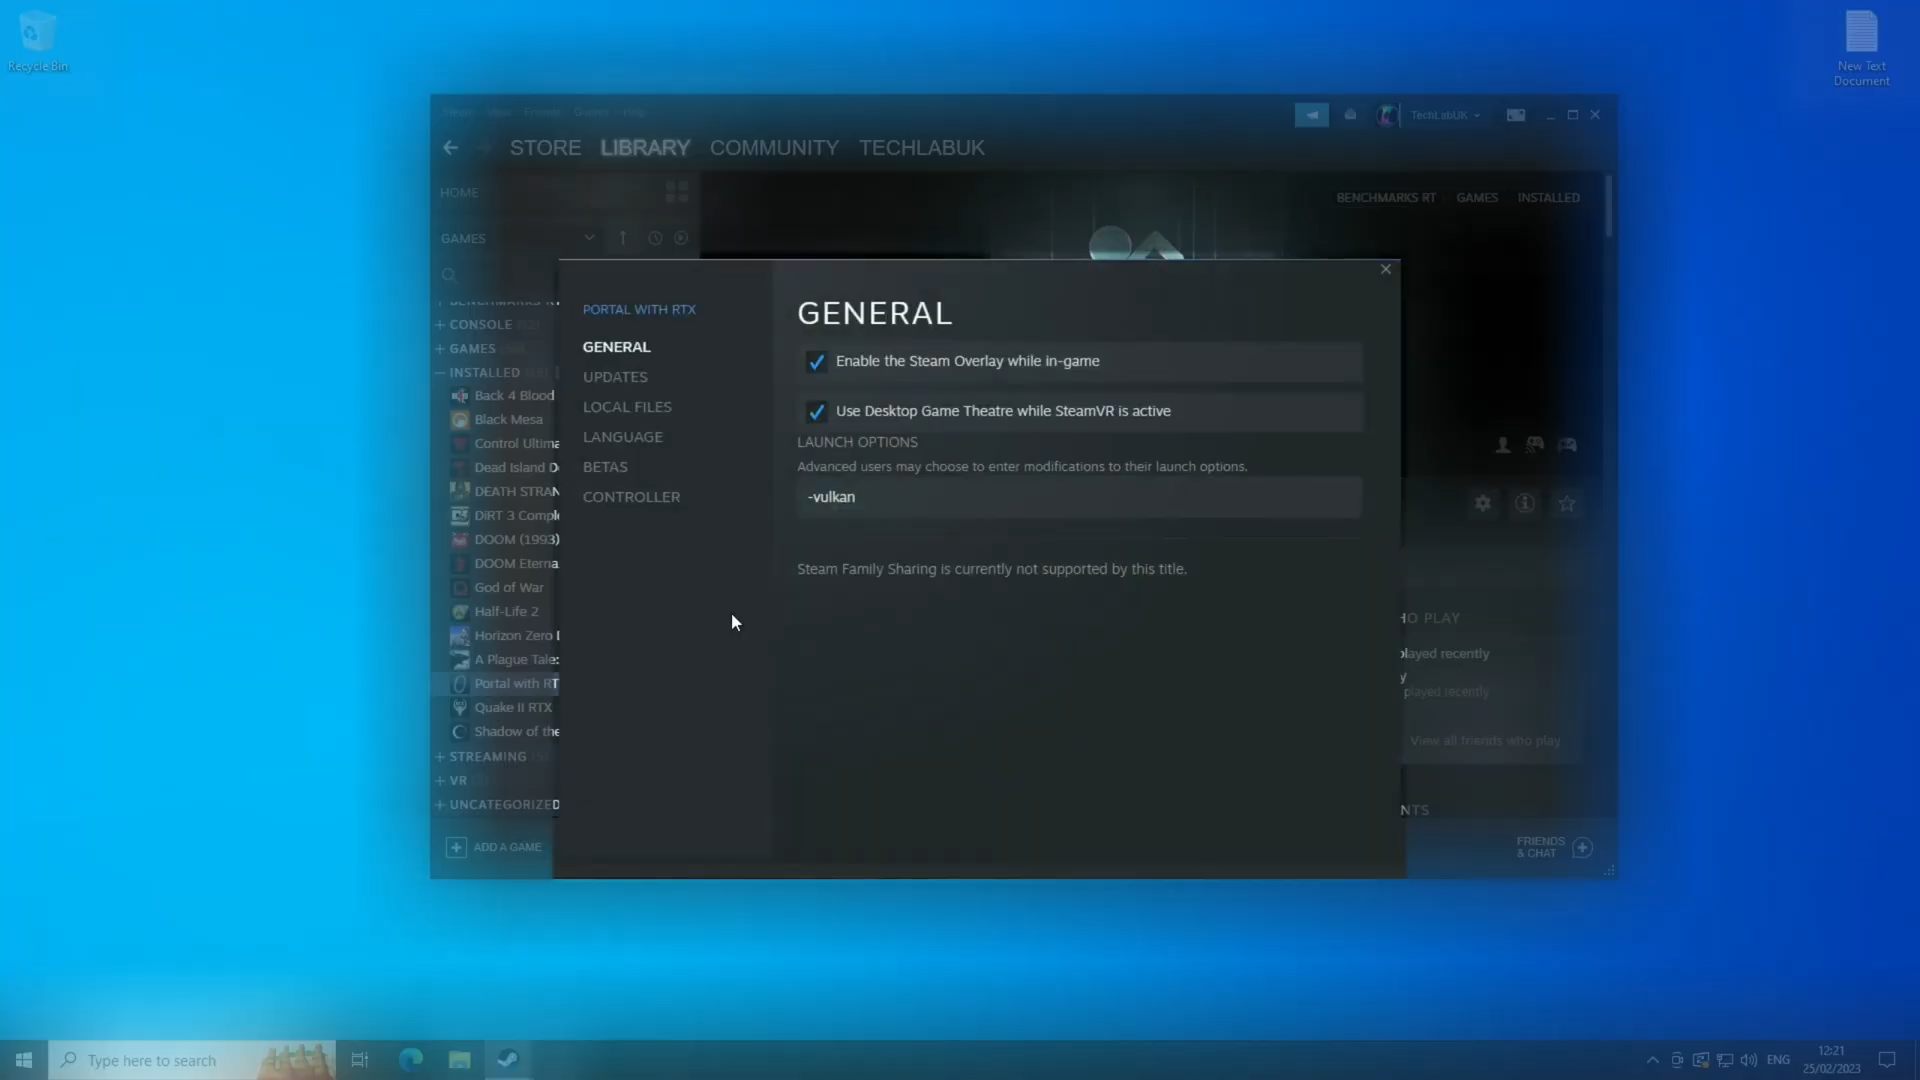 Recycle Bin
New Text
Document
TechLabUK
STORE LIBRARY COMMUNITY TECHLABUK
HOME
BENCHMARKS RT GAMES INSTALLED
GAMES
+ CONSOLE
+ GAMES
— INSTALLED
Back 4 Blood
Black Mesa
Control Ultima
Dead Island D
DEATH STRAN
DiRT 3 Comple
DOOM (1993)
DOOM Eterna
God of War
Half-Life 2
Horizon Zero
A Plague Tale:
Portal with RT
Quake II RTX
Shadow of the
+ STREAMING
+ VR
+ UNCATEGORIZED
ADD A GAME
PORTAL WITH RTX
GENERAL
UPDATES
LOCAL FILES
LANGUAGE
BETAS
CONTROLLER
GENERAL
Enable the Steam Overlay while in-game
Use Desktop Game Theatre while SteamVR is active
LAUNCH OPTIONS
Advanced users may choose to enter modifications to their launch options.
-vulkan
Steam Family Sharing is currently not supported by this title.
HO PLAY
played recently
y
played recently
View all friends who play
NTS
FRIENDS
& CHAT
Type here to search
ENG
12:21
25/02/2023